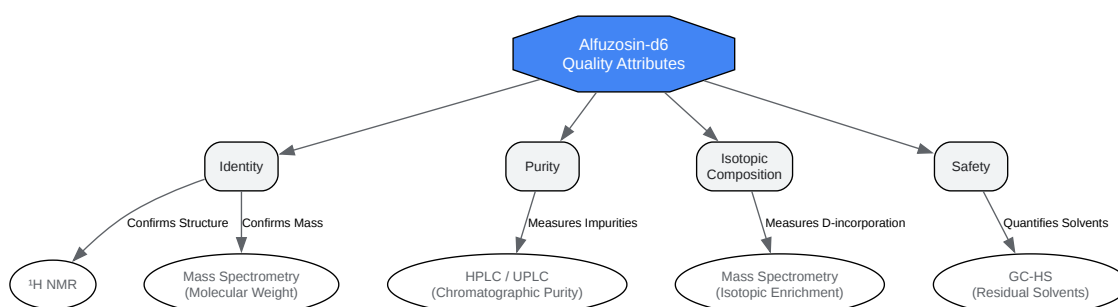 Alfuzosin-d6
Quality Attributes
Identity
Purity
Isotopic
Composition
Safety
Confirms Structure
Confirms Mass
Measures Impurities
Measures D-incorporation
Quantifies Solvents
¹H NMR
Mass Spectrometry
(Molecular Weight)
HPLC / UPLC
(Chromatographic Purity)
Mass Spectrometry
(Isotopic Enrichment)
GC-HS
(Residual Solvents)